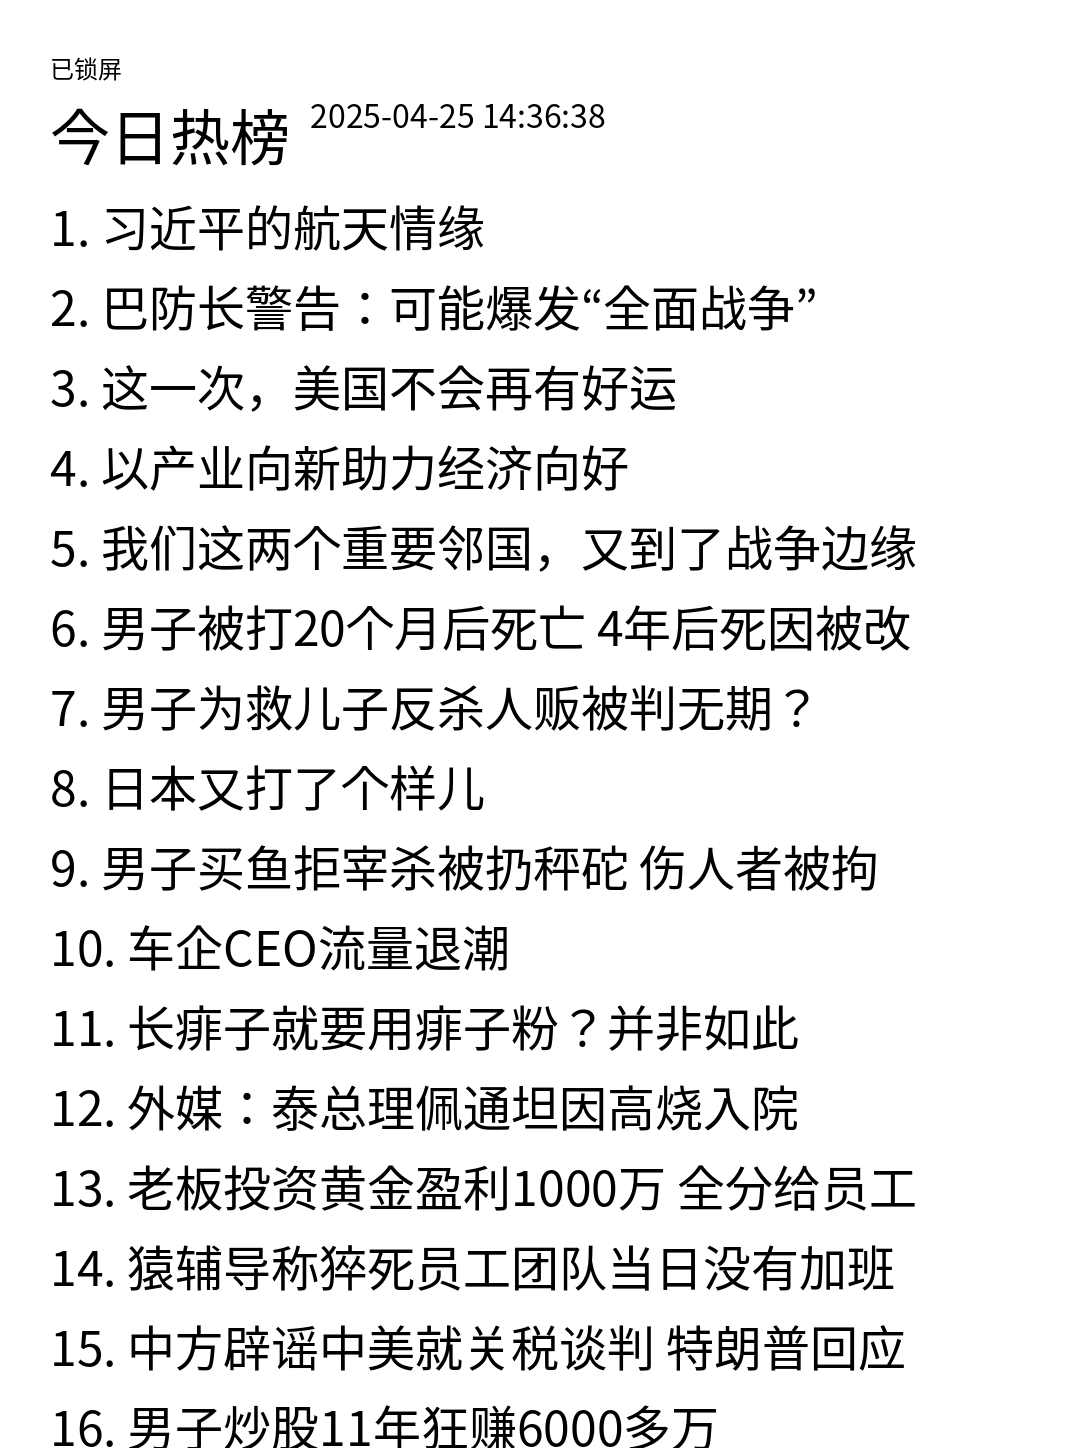 已锁屏
今日热榜 2025-04-25 14:36:38
1. 习近平的航天情缘
2. 巴防长警告：可能爆发“全面战争”
3. 这一次，美国不会再有好运
4. 以产业向新助力经济向好
5. 我们这两个重要邻国，又到了战争边缘
6. 男子被打20个月后死亡 4年后死因被改
7. 男子为救儿子反杀人贩被判无期？
8. 日本又打了个样儿
9. 男子买鱼拒宰杀被扔秤砣 伤人者被拘
10. 车企CEO流量退潮
11. 长痱子就要用痱子粉？并非如此
12. 外媒：泰总理佩通坦因高烧入院
13. 老板投资黄金盈利1000万 全分给员工
14. 猿辅导称猝死员工团队当日没有加班
15. 中方辟谣中美就关税谈判 特朗普回应
16. 男子炒股11年狂赚6000多万